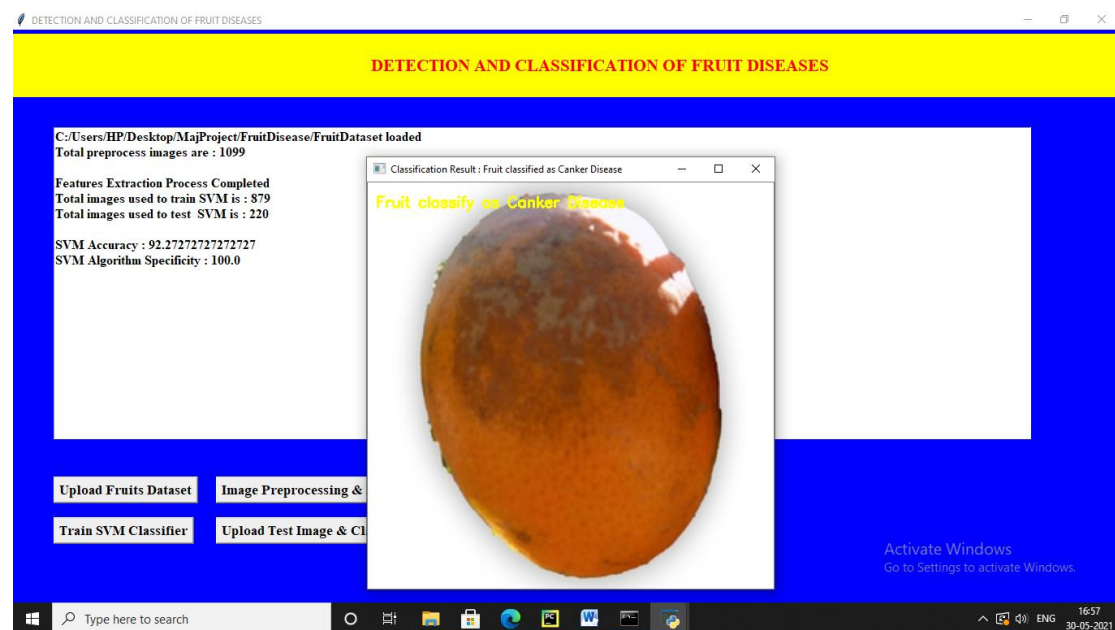 DETECTION AND CLASSIFICATION OF FRUIT DISEASES
DETECTION AND CLASSIFICATION OF FRUIT DISEASES
C:/Users/HP/Desktop/MajProject/FruitDisease/FruitDataset loaded
Total preprocess images are : 1099
Features Extraction Process Completed
Total images used to train SVM is : 879
Total images used to test SVM is : 220
SVM Accuracy : 92.27272727272727
SVM Algorithm Specificity : 100.0
Classification Result : Fruit classified as Canker Disease
Fruit classify as Canker Disease
Upload Fruits Dataset
Image Preprocessing &
Train SVM Classifier
Upload Test Image & Cl
Activate Windows
Go to Settings to activate Windows.
Type here to search
PC
W
ENG
16:57
30-05-2021